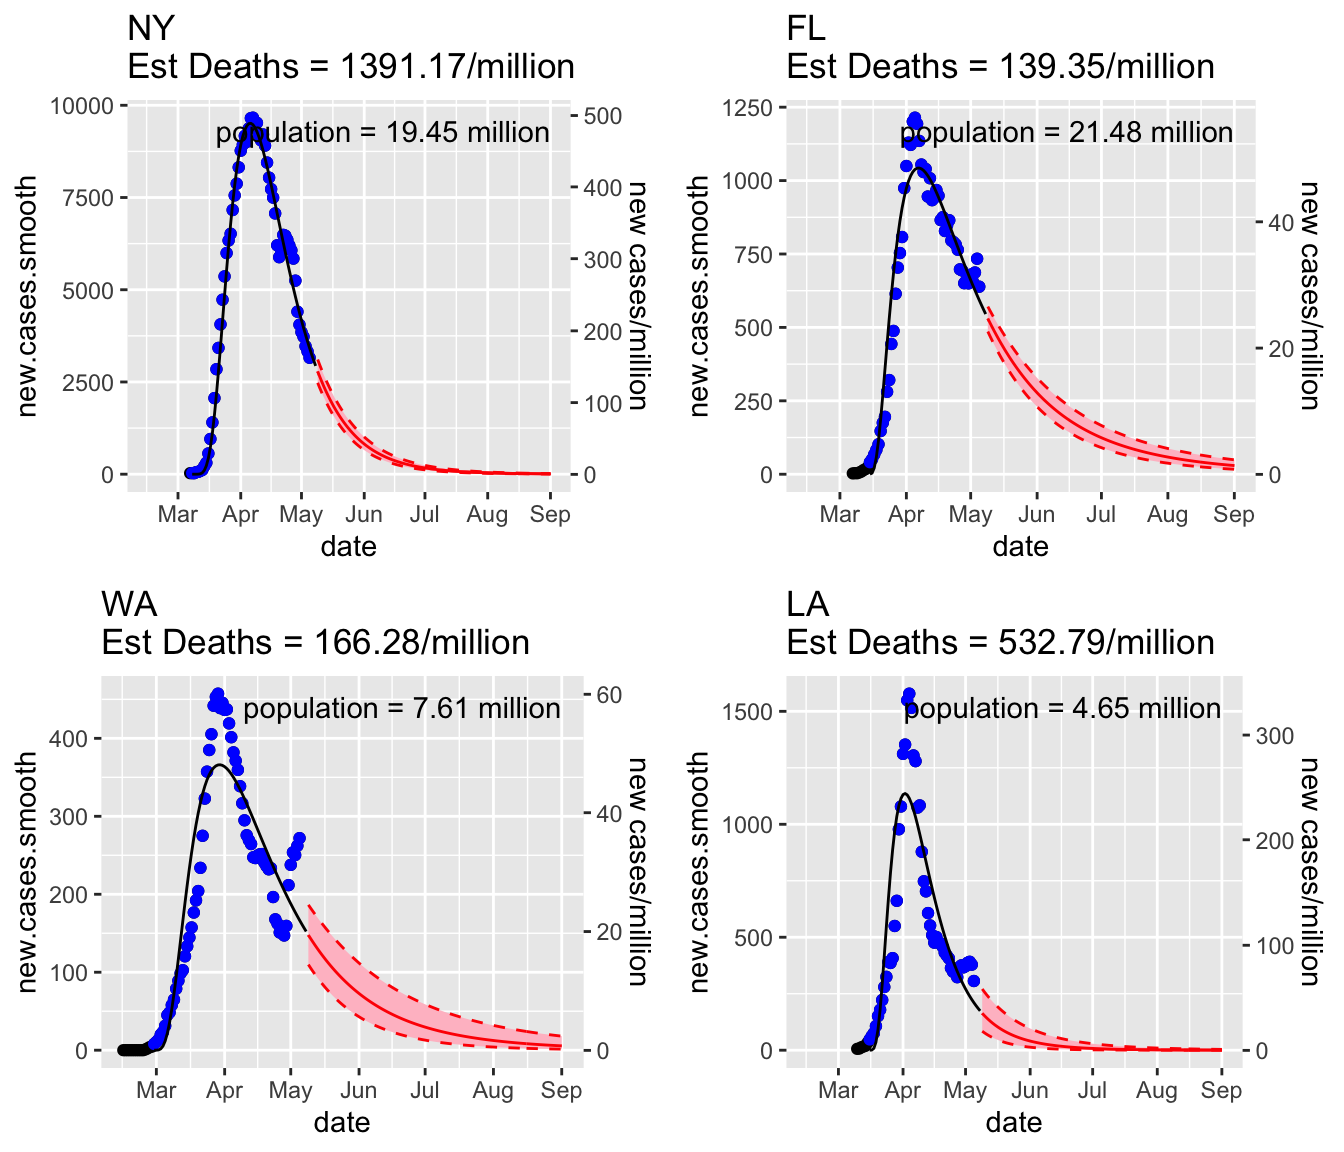 NY
Est Deaths = 1391.17/million
population = 19.45 million
10000
7500
5000
2500
0
new.cases.smooth
500
400
300
200
100
0
new cases/million
Mar Apr May Jun Jul Aug Sep
date
FL
Est Deaths = 139.35/million
population = 21.48 million
1250
1000
750
500
250
0
new.cases.smooth
40
20
0
new cases/million
Mar Apr May Jun Jul Aug Sep
date
WA
Est Deaths = 166.28/million
population = 7.61 million
400
300
200
100
0
new.cases.smooth
60
40
20
0
new cases/million
Mar Apr May Jun Jul Aug Sep
date
LA
Est Deaths = 532.79/million
population = 4.65 million
1500
1000
500
0
new.cases.smooth
300
200
100
0
new cases/million
Mar Apr May Jun Jul Aug Sep
date